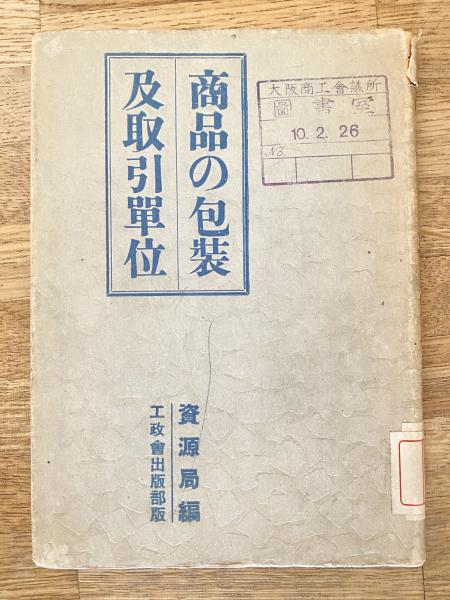 商品の包装
及取引單位
大阪商工會議所
圖書室
10.2.26
No.
資源局編
工政會出版部版